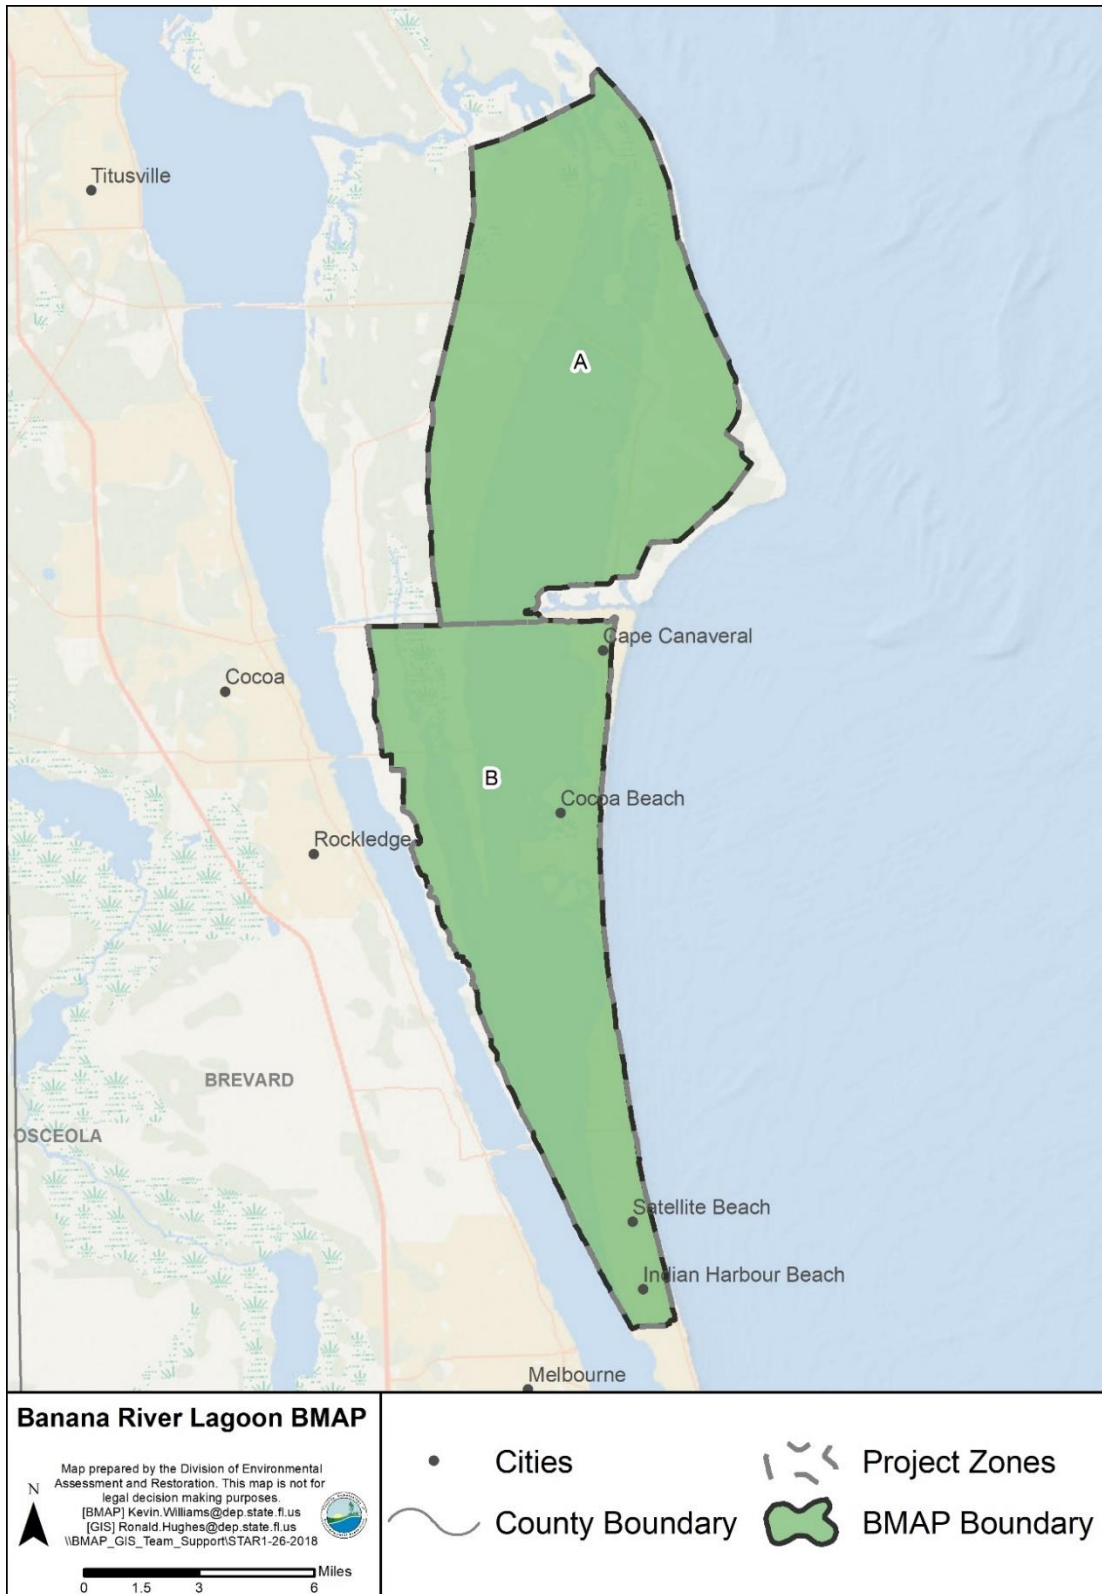 Titusville
A
Cape Canaveral
Cocoa
B
Cocoa Beach
Rockledge
BREVARD
OSCEOLA
Satellite Beach
Indian Harbour Beach
Melbourne
Banana River Lagoon BMAP
Map prepared by the Division of Environmental
Assessment and Restoration. This map is not for
legal decision making purposes.
[BMAP] Kevin.Williams@dep.state.fl.us
[GIS] Ronald.Hughes@dep.state.fl.us
\\BMAP_GIS_Team_Support\STAR1-26-2018
N
Miles
0 1.5 3 6
Cities
Project Zones
County Boundary
BMAP Boundary